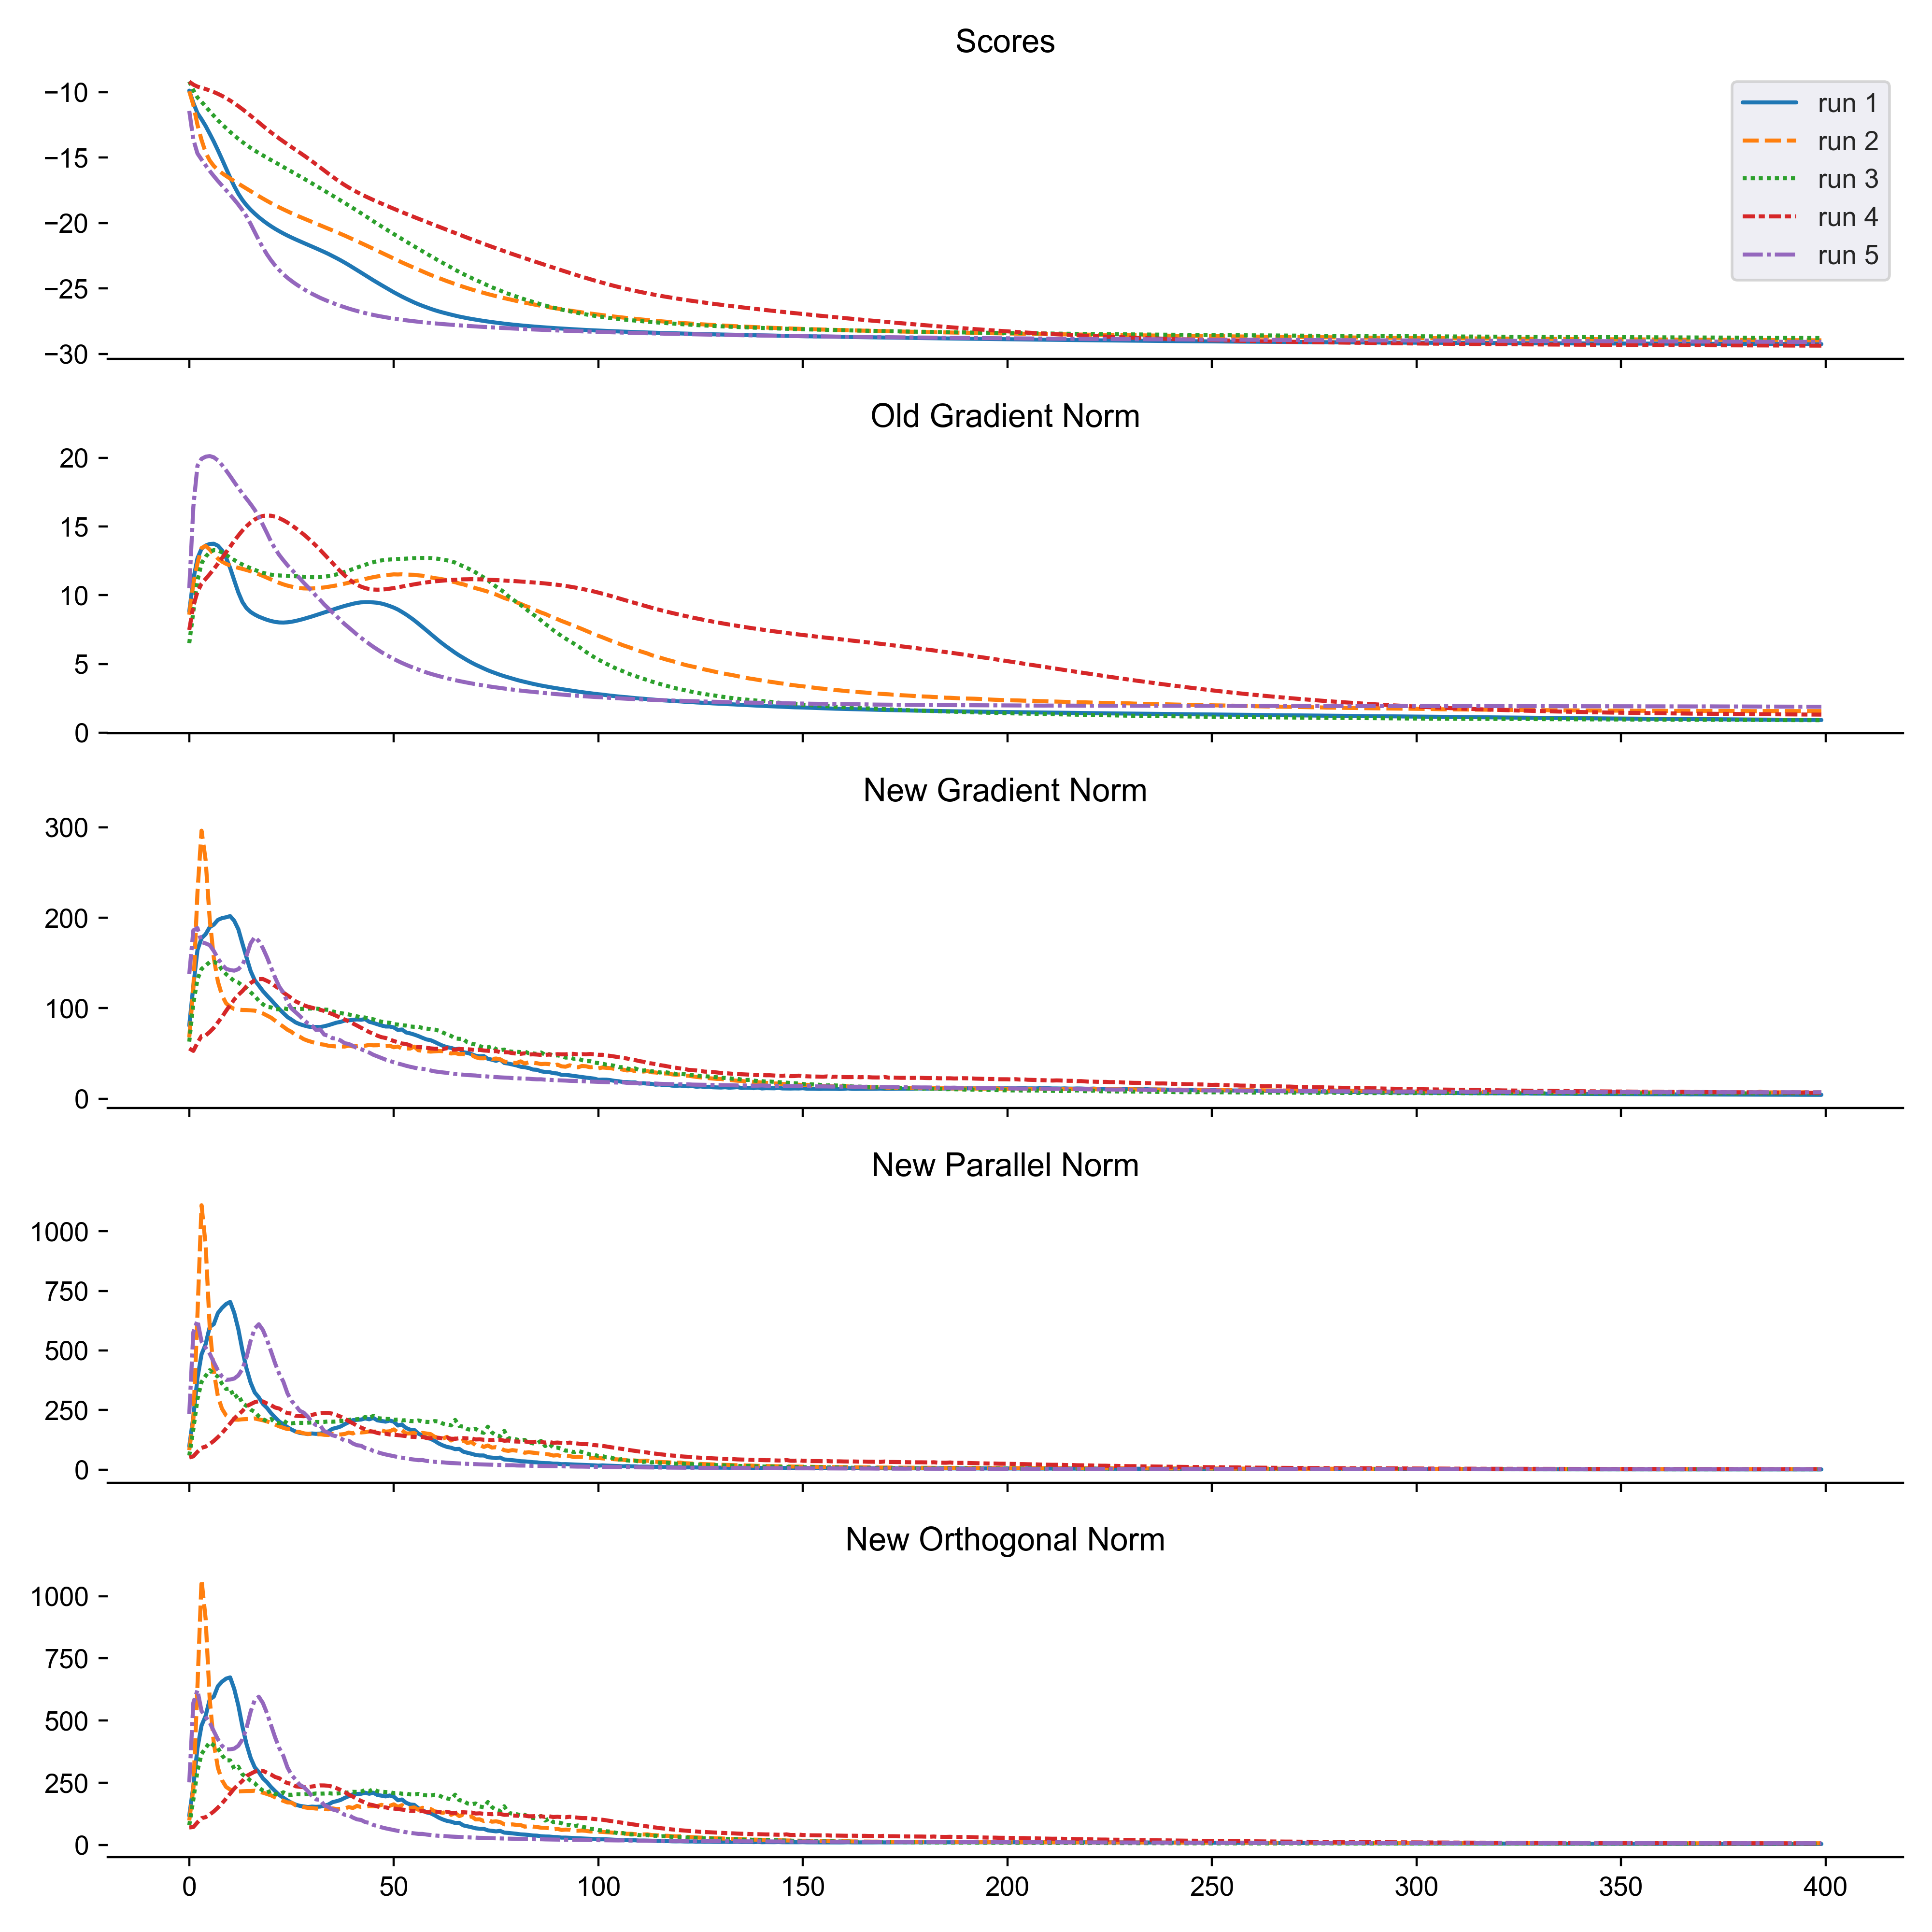 Scores
−10
−15
−20
−25
−30
run 1
run 2
run 3
run 4
run 5
Old Gradient Norm
20
15
10
5
0
New Gradient Norm
300
200
100
0
New Parallel Norm
1000
750
500
250
0
New Orthogonal Norm
1000
750
500
250
0
0 50 100 150 200 250 300 350 400